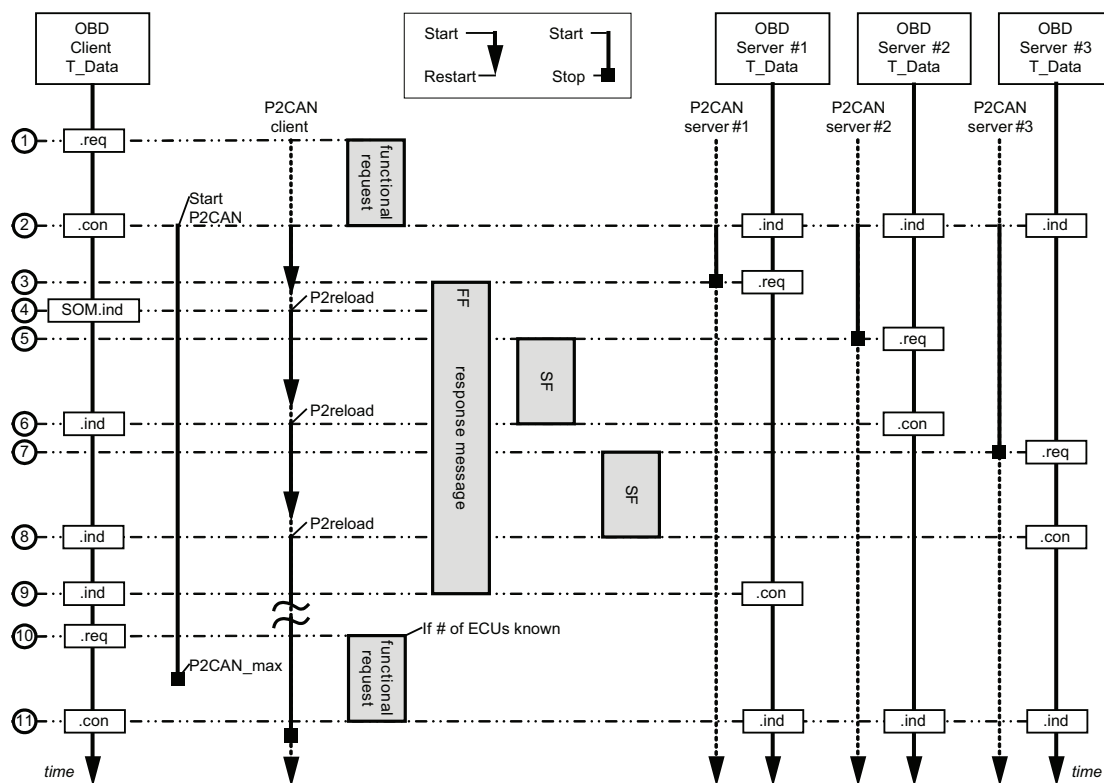 OBD
Client
T_Data
Start
Restart
Start
Stop
OBD
Server #1
T_Data
OBD
Server #2
T_Data
OBD
Server #3
T_Data
P2CAN
client
P2CAN
server #1
P2CAN
server #2
P2CAN
server #3
1
.req
functional
request
Start
P2CAN
2
.con
.ind
.ind
.ind
3
.req
FF
response message
4
SOM.ind
P2reload
5
.req
SF
6
.ind
P2reload
.con
7
.req
SF
8
.ind
P2reload
.con
9
.ind
.con
10
.req
If # of ECUs known
functional
request
P2CAN_max
11
.con
.ind
.ind
.ind
time
time